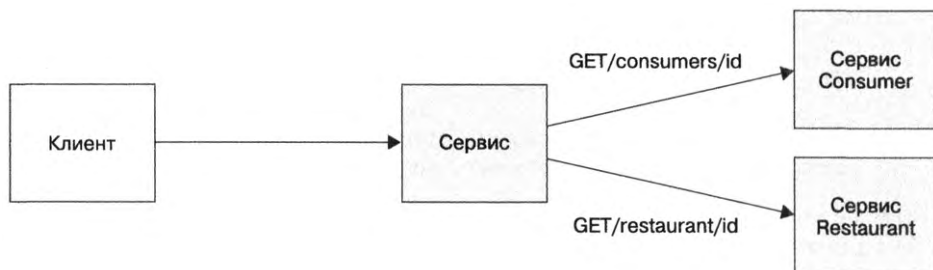 Клиент
Сервис
GET/consumers/id
Сервис
Consumer
GET/restaurant/id
Сервис
Restaurant